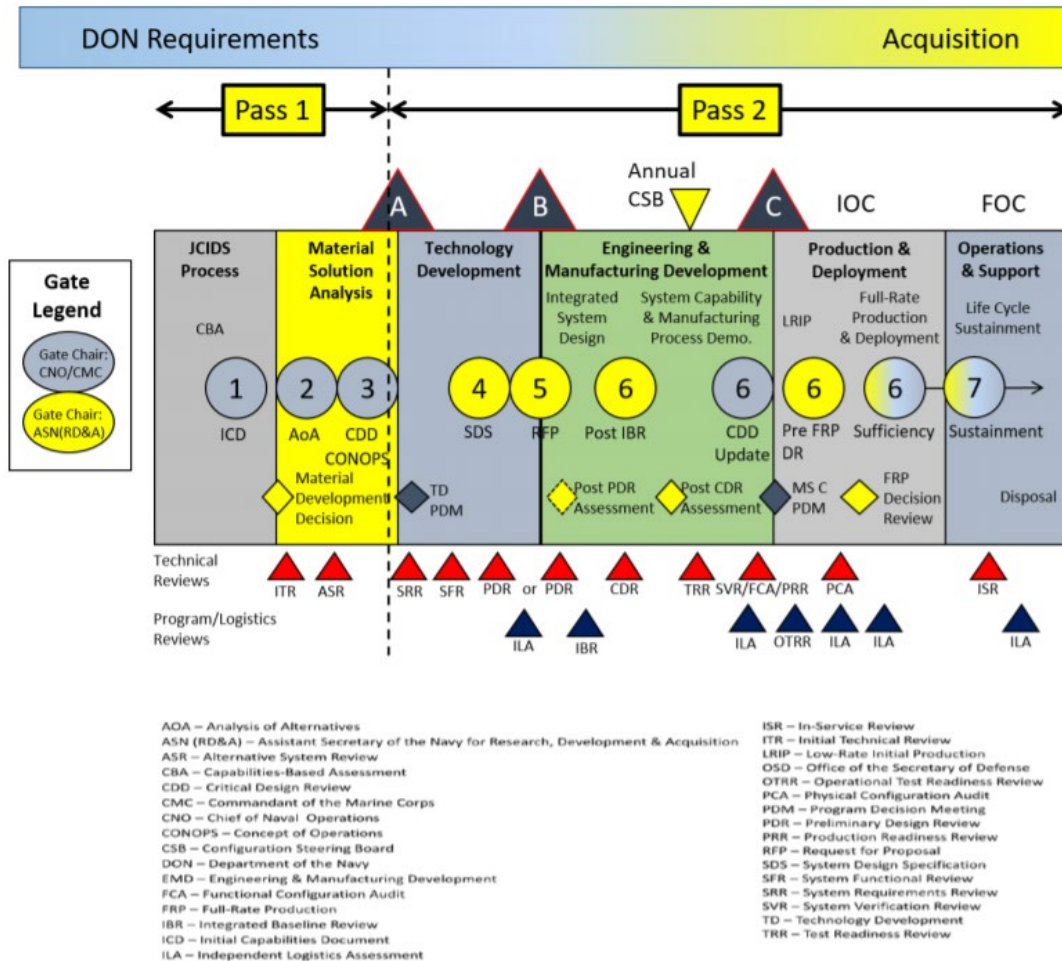 DON Requirements
Acquisition
Pass 1
Pass 2
A
B
Annual
CSB
C
IOC
FOC
Gate
Legend
Gate Chair:
CNO/CMC
Gate Chair:
ASN(RD&A)
JCIDS
Process
CBA
1
ICD
Material
Solution
Analysis
2
AoA
3
CDD
CONOPS
Material
Development
Decision
Technology
Development
4
SDS
5
RFP
TD
PDM
Engineering &
Manufacturing Development
Integrated
System
Design
System Capability
& Manufacturing
Process Demo.
6
Post IBR
6
CDD
Update
Post PDR
Assessment
Post CDR
Assessment
Production &
Deployment
LRIP
Full-Rate
Production
& Deployment
6
Pre FRP
DR
6
Sufficiency
MS C
PDM
FRP
Decision
Review
Operations
& Support
Life Cycle
Sustainment
7
Sustainment
Disposal
Technical
Reviews
ITR
ASR
SRR
SFR
PDR or PDR
CDR
TRR
SVR/FCA/PRR
PCA
ISR
Program/Logistics
Reviews
ILA
IBR
ILA
OTRR
ILA
ILA
ILA
AOA – Analysis of Alternatives
ASN (RD&A) – Assistant Secretary of the Navy for Research, Development & Acquisition
ASR – Alternative System Review
CBA – Capabilities-Based Assessment
CDD – Critical Design Review
CMC – Commandant of the Marine Corps
CNO – Chief of Naval Operations
CONOPS – Concept of Operations
CSB – Configuration Steering Board
DON – Department of the Navy
EMD – Engineering & Manufacturing Development
FCA – Functional Configuration Audit
FRP – Full-Rate Production
IBR – Integrated Baseline Review
ICD – Initial Capabilities Document
ILA – Independent Logistics Assessment
ISR – In-Service Review
ITR – Initial Technical Review
LRIP – Low-Rate Initial Production
OSD – Office of the Secretary of Defense
OTRR – Operational Test Readiness Review
PCA – Physical Configuration Audit
PDM – Program Decision Meeting
PDR – Preliminary Design Review
PRR – Production Readiness Review
RFP – Request for Proposal
SDS – System Design Specification
SFR – System Functional Review
SRR – System Requirements Review
SVR – System Verification Review
TD – Technology Development
TRR – Test Readiness Review